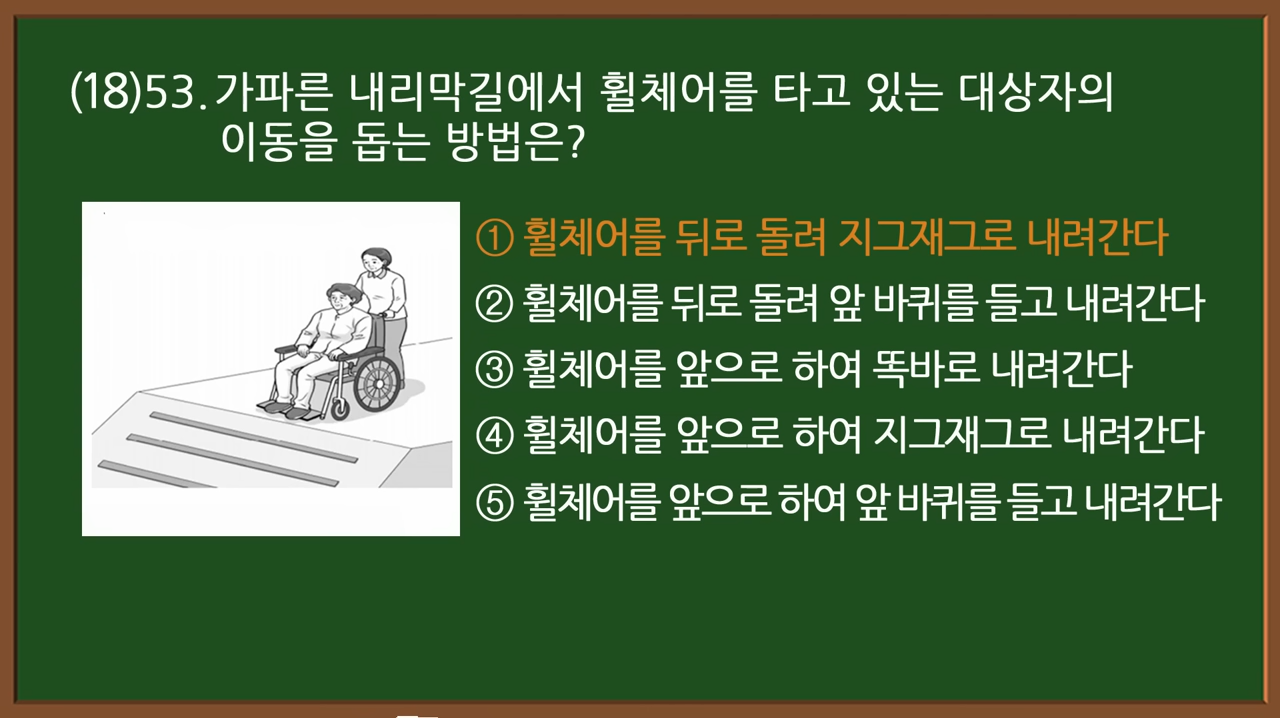 (18)53. 가파른 내리막길에서 휠체어를 타고 있는 대상자의
이동을 돕는 방법은?
① 휠체어를 뒤로 돌려 지그재그로 내려간다
② 휠체어를 뒤로 돌려 앞 바퀴를 들고 내려간다
③ 휠체어를 앞으로 하여 똑바로 내려간다
④ 휠체어를 앞으로 하여 지그재그로 내려간다
⑤ 휠체어를 앞으로 하여 앞 바퀴를 들고 내려간다